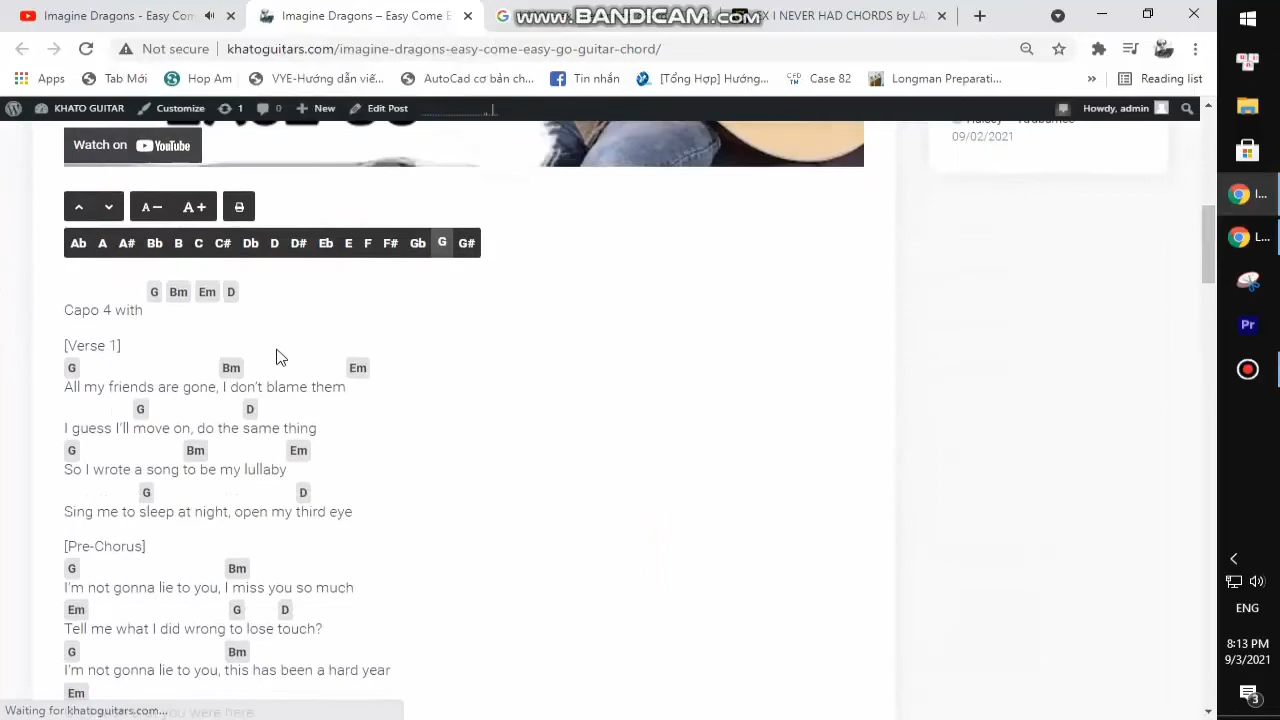 Imagine Dragons - Easy Com
Imagine Dragons – Easy Come E
www.BANDICAM.com
X I NEVER HAD CHORDS by LA
Not secure
khatoguitars.com/imagine-dragons-easy-come-easy-go-guitar-chord/
Apps
Tab Mới
Hop Am
VYE-Hướng dẫn viế...
AutoCad cơ bản ch...
Tin nhắn
[Tổng Hợp] Hướng...
Case 82
Longman Preparati...
»
Reading list
KHATO GUITAR
Customize
1
0
New
Edit Post
Howdy, admin
09/02/2021
Watch on YouTube
A− A+
Ab A A# Bb B C C# Db D D# Eb E F F# Gb G G#
G Bm Em D
Capo 4 with
[Verse 1]
G Bm Em
All my friends are gone, I don't blame them
G D
I guess I'll move on, do the same thing
G Bm Em
So I wrote a song to be my lullaby
G D
Sing me to sleep at night, open my third eye
[Pre-Chorus]
G Bm
I'm not gonna lie to you, I miss you so much
Em G D
Tell me what I did wrong to lose touch?
G Bm
I'm not gonna lie to you, this has been a hard year
Em
you were here
Waiting for khatoguitars.com...
I...
L...
Pr
ENG
8:13 PM
9/3/2021
3